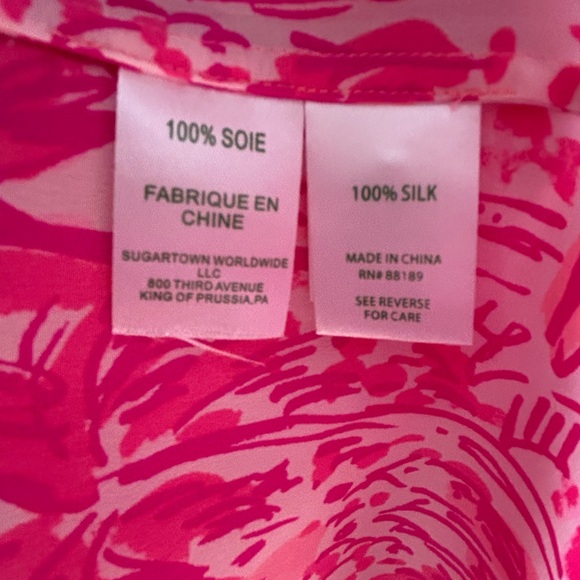 100% SOIE
FABRIQUE EN
CHINE
SUGARTOWN WORLDWIDE
LLC
800 THIRD AVENUE
KING OF PRUSSIA,PA
100% SILK
MADE IN CHINA
RN# 88189
SEE REVERSE
FOR CARE